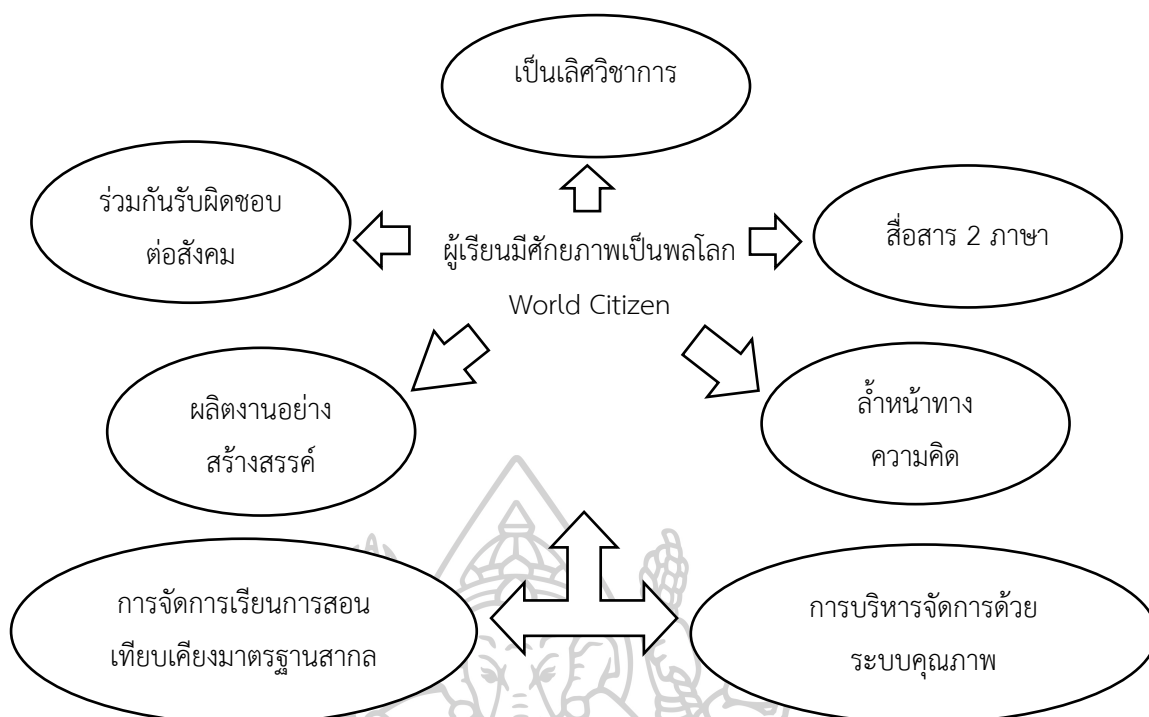 เป็นเลิศวิชาการ
ร่วมกันรับผิดชอบ
ต่อสังคม
ผู้เรียนมีศักยภาพเป็นพลโลก
World Citizen
สื่อสาร 2 ภาษา
ผลิตงานอย่าง
สร้างสรรค์
ล้ำหน้าทาง
ความคิด
การจัดการเรียนการสอน
เทียบเคียงมาตรฐานสากล
การบริหารจัดการด้วย
ระบบคุณภาพ